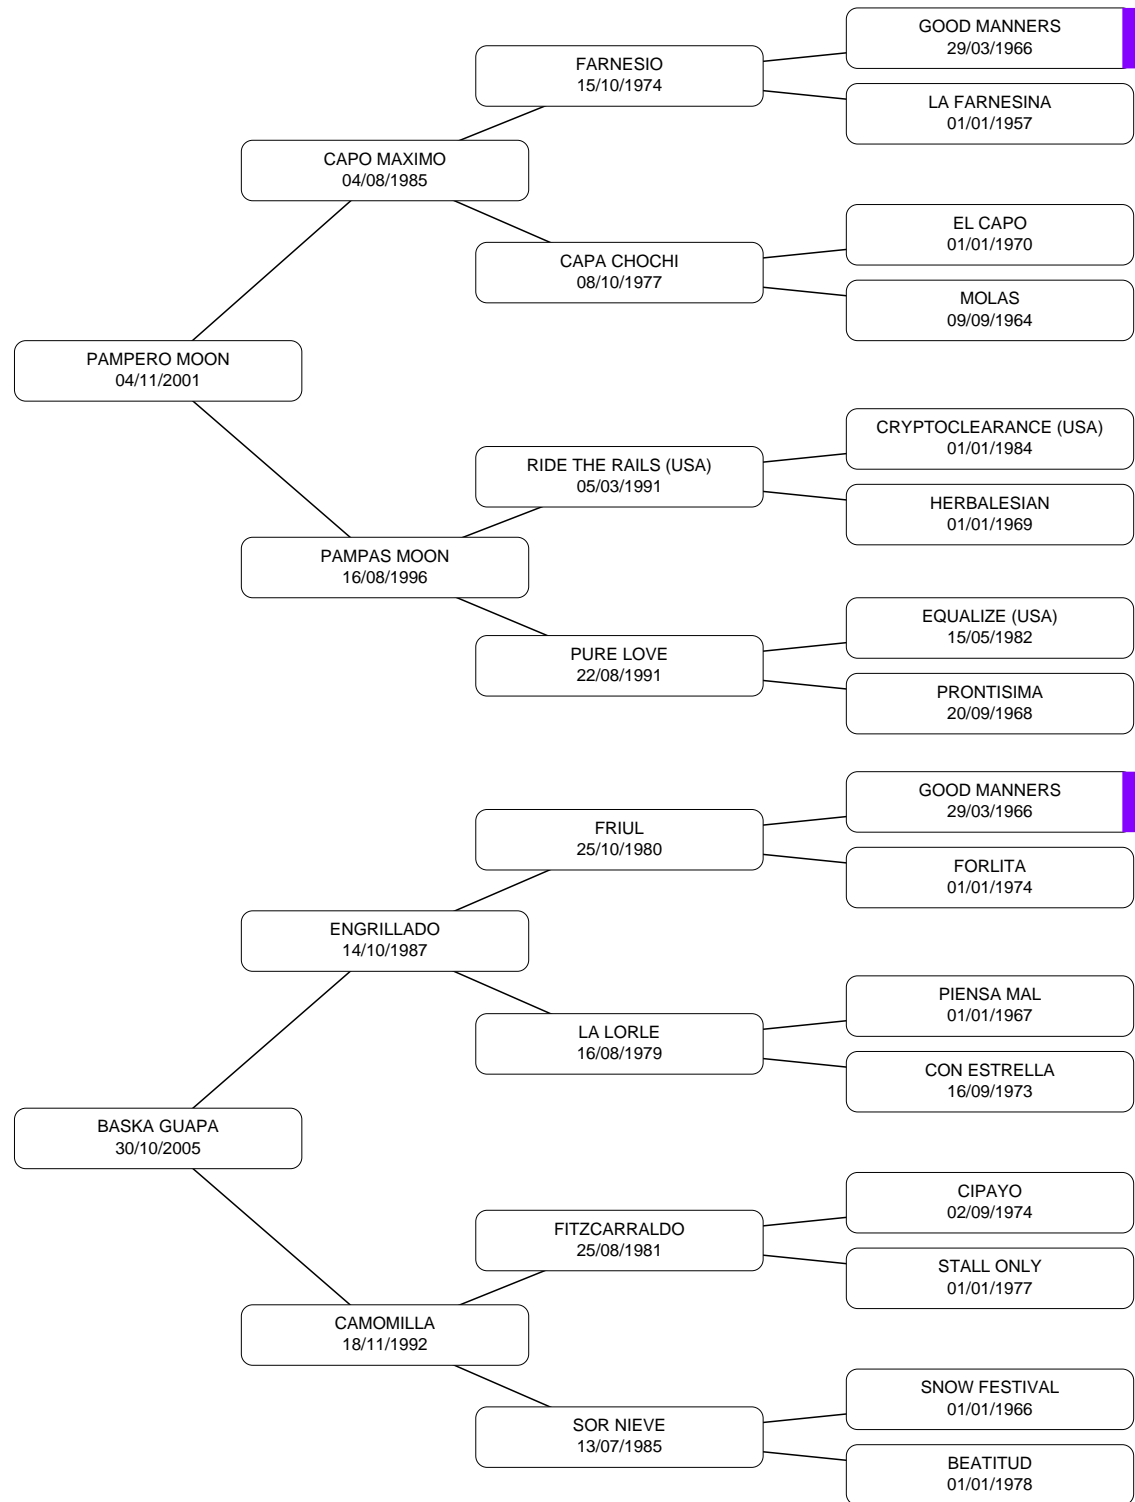 GOOD MANNERS
29/03/1966
FARNESIO
15/10/1974
LA FARNESINA
01/01/1957
CAPO MAXIMO
04/08/1985
EL CAPO
01/01/1970
CAPA CHOCHI
08/10/1977
MOLAS
09/09/1964
PAMPERO MOON
04/11/2001
CRYPTOCLEARANCE (USA)
01/01/1984
RIDE THE RAILS (USA)
05/03/1991
HERBALESIAN
01/01/1969
PAMPAS MOON
16/08/1996
EQUALIZE (USA)
15/05/1982
PURE LOVE
22/08/1991
PRONTISIMA
20/09/1968
GOOD MANNERS
29/03/1966
FRIUL
25/10/1980
FORLITA
01/01/1974
ENGRILLADO
14/10/1987
PIENSA MAL
01/01/1967
LA LORLE
16/08/1979
CON ESTRELLA
16/09/1973
BASKA GUAPA
30/10/2005
CIPAYO
02/09/1974
FITZCARRALDO
25/08/1981
STALL ONLY
01/01/1977
CAMOMILLA
18/11/1992
SNOW FESTIVAL
01/01/1966
SOR NIEVE
13/07/1985
BEATITUD
01/01/1978